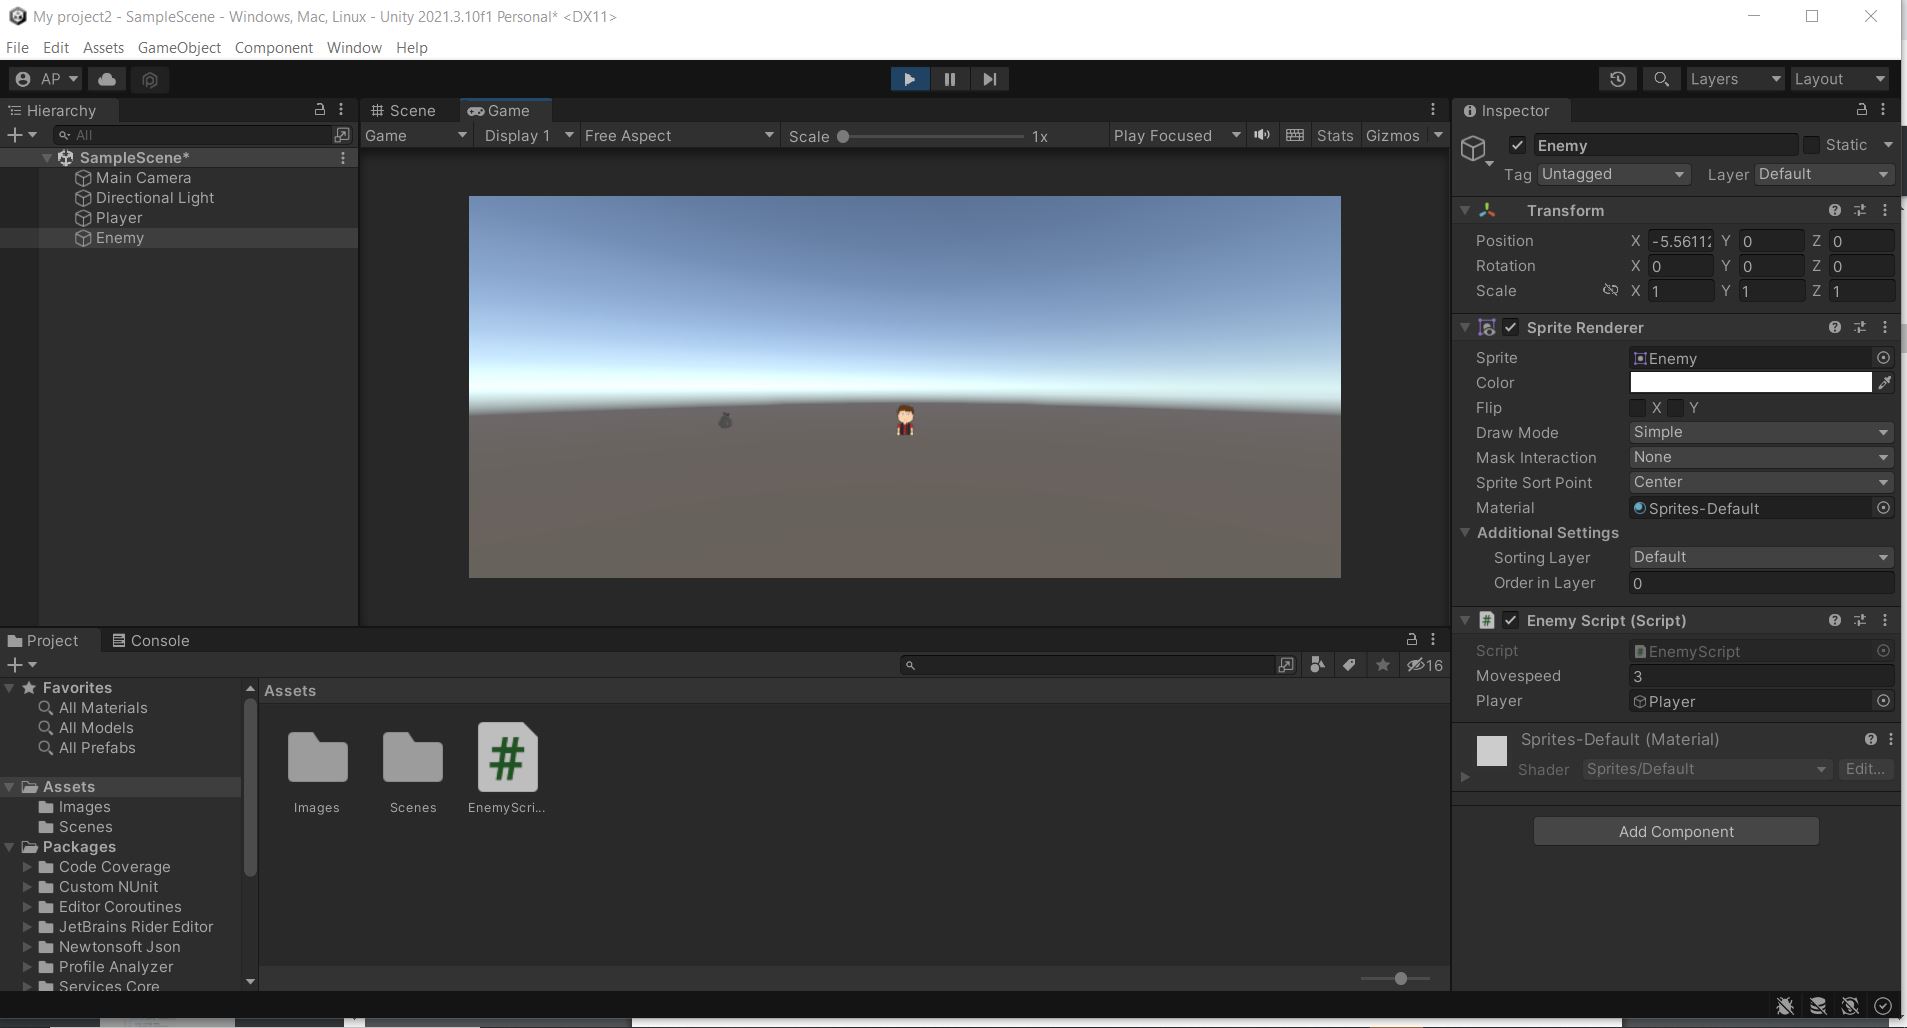 My project2 - SampleScene - Windows, Mac, Linux - Unity 2021.3.10f1 Personal* <DX11>
File Edit Assets GameObject Component Window Help
AP
Layers
Layout
Hierarchy
All
SampleScene*
Main Camera
Directional Light
Player
Enemy
Scene
Game
Game
Display 1
Free Aspect
Scale
1x
Play Focused
Stats
Gizmos
Inspector
Enemy
Static
Tag Untagged
Layer Default
Transform
Position X -5.5611 Y 0 Z 0
Rotation X 0 Y 0 Z 0
Scale X 1 Y 1 Z 1
Sprite Renderer
Sprite Enemy
Color
Flip X Y
Draw Mode Simple
Mask Interaction None
Sprite Sort Point Center
Material Sprites-Default
Additional Settings
Sorting Layer Default
Order in Layer 0
Enemy Script (Script)
Script EnemyScript
Movespeed 3
Player Player
Sprites-Default (Material)
Shader Sprites/Default Edit...
Add Component
Project
Console
16
Favorites
All Materials
All Models
All Prefabs
Assets
Images
Scenes
Packages
Code Coverage
Custom NUnit
Editor Coroutines
JetBrains Rider Editor
Newtonsoft Json
Profile Analyzer
Services Core
Assets
Images
Scenes
EnemyScri...